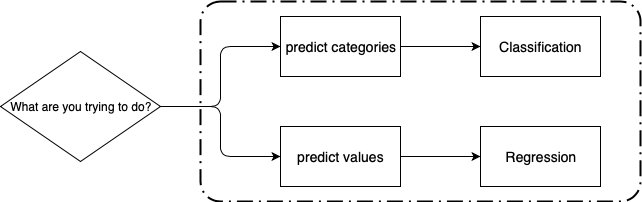 What are you trying to do?
predict categories
Classification
predict values
Regression